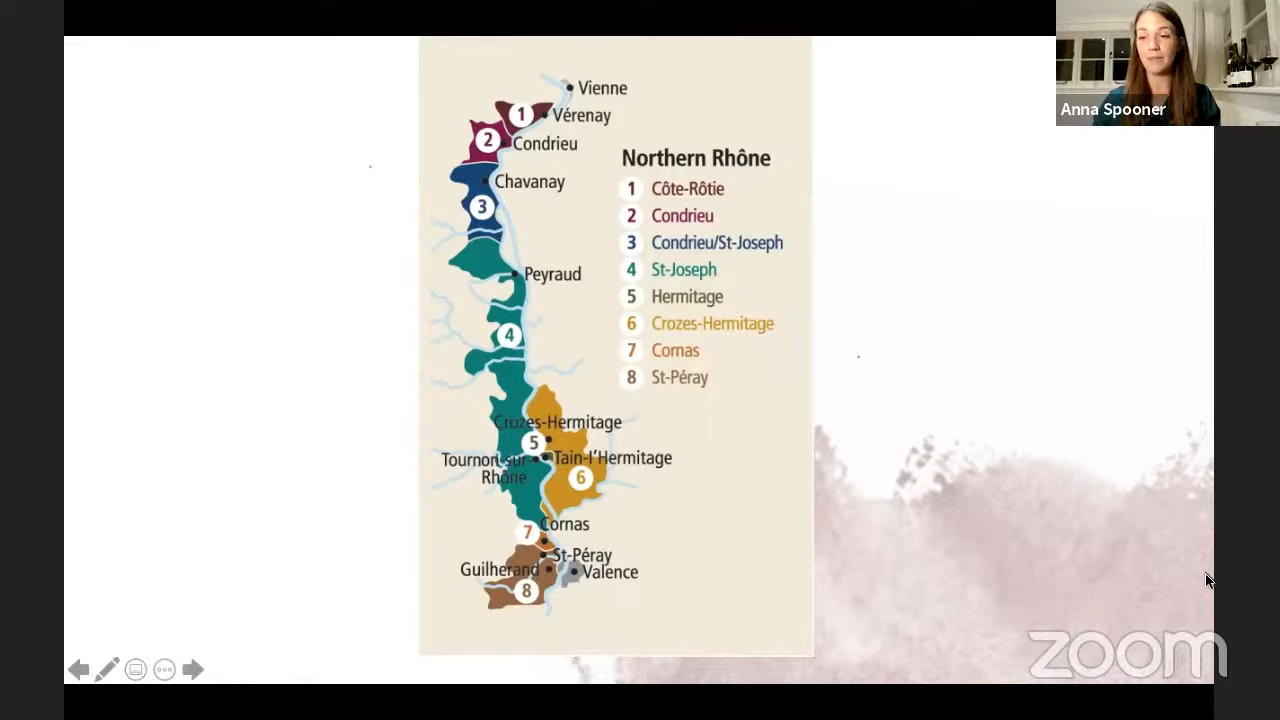 Anna Spooner
Vienne
1
Vérenay
2
Condrieu
Chavanay
3
Peyraud
4
Crozes-Hermitage
5
Tain-l'Hermitage
Tournon-sur-
Rhône
6
Cornas
7
St-Péray
Guilherand
Valence
8
Northern Rhône
1 Côte-Rôtie
2 Condrieu
3 Condrieu/St-Joseph
4 St-Joseph
5 Hermitage
6 Crozes-Hermitage
7 Cornas
8 St-Péray
zoom